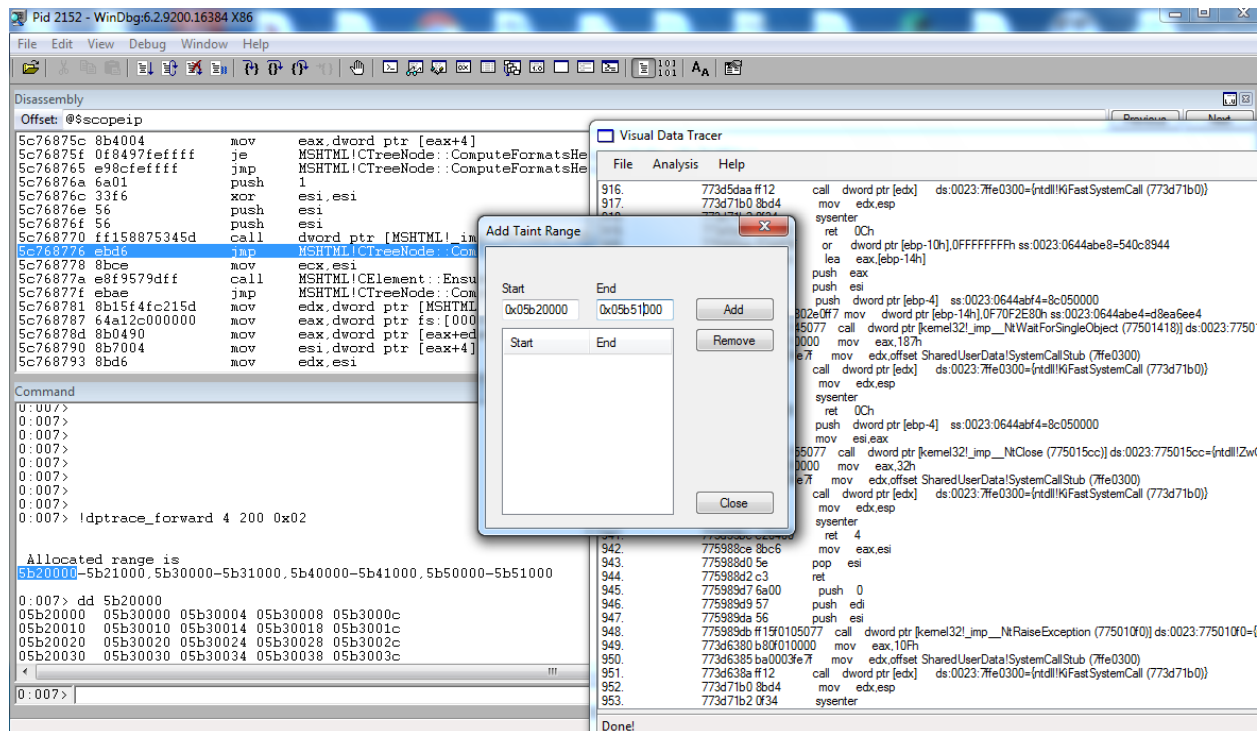 Pid 2152 - WinDbg:6.2.9200.16384 X86
File Edit View Debug Window Help
Disassembly
Offset: @$scopeip
Previous Next
5c76875c 8b4004 mov eax,dword ptr [eax+4]
5c76875f 0f8497feffff je MSHTML!CTreeNode::ComputeFormatsHe
5c768765 e98cfeffff jmp MSHTML!CTreeNode::ComputeFormatsHe
5c76876a 6a01 push 1
5c76876c 33f6 xor esi,esi
5c76876e 56 push esi
5c76876f 56 push esi
5c768770 ff158875345d call dword ptr [MSHTML!_im
5c768776 ebd6 jmp MSHTML!CTreeNode::Com
5c768778 8bce mov ecx,esi
5c76877a e8f9579dff call MSHTML!CElement::Ensu
5c76877f ebae jmp MSHTML!CTreeNode::Com
5c768781 8b15f4fc215d mov edx,dword ptr [MSHTML
5c768787 64a12c000000 mov eax,dword ptr fs:[000
5c76878d 8b0490 mov eax,dword ptr [eax+ed
5c768790 8b7004 mov esi,dword ptr [eax+4]
5c768793 8bd6 mov edx,esi
Command
0:007>
0:007>
0:007>
0:007>
0:007>
0:007>
0:007>
0:007>
0:007> !dptrace_forward 4 200 0x02
Allocated range is
5b20000-5b21000,5b30000-5b31000,5b40000-5b41000,5b50000-5b51000
0:007> dd 5b20000
05b20000 05b30000 05b30004 05b30008 05b3000c
05b20010 05b30010 05b30014 05b30018 05b3001c
05b20020 05b30020 05b30024 05b30028 05b3002c
05b20030 05b30030 05b30034 05b30038 05b3003c
0:007>
Visual Data Tracer
File Analysis Help
916. 773d5daa ff12 call dword ptr [edx] ds:0023:7ffe0300={ntdll!KiFastSystemCall (773d71b0)}
917. 773d71b0 8bd4 mov edx,esp
sysenter
ret 0Ch
or dword ptr [ebp-10h],0FFFFFFFFh ss:0023:0644abe8=540c8944
lea eax,[ebp-14h]
push eax
push esi
push dword ptr [ebp-4] ss:0023:0644abf4=8c050000
802e0ff7 mov dword ptr [ebp-14h],0F70F2E80h ss:0023:0644abe4=d8ea6ee4
45077 call dword ptr [kernel32!_imp__NtWaitForSingleObject (77501418)] ds:0023:77501
0000 mov eax,187h
e7f mov edx,offset SharedUserData!SystemCallStub (7ffe0300)
call dword ptr [edx] ds:0023:7ffe0300={ntdll!KiFastSystemCall (773d71b0)}
mov edx,esp
sysenter
ret 0Ch
push dword ptr [ebp-4] ss:0023:0644abf4=8c050000
mov esi,eax
55077 call dword ptr [kernel32!_imp__NtClose (775015cc)] ds:0023:775015cc={ntdll!ZwC
0000 mov eax,32h
e7f mov edx,offset SharedUserData!SystemCallStub (7ffe0300)
call dword ptr [edx] ds:0023:7ffe0300={ntdll!KiFastSystemCall (773d71b0)}
mov edx,esp
sysenter
ret 4
942. 775988ce 8bc6 mov eax,esi
943. 775988d0 5e pop esi
944. 775988d2 c3 ret
945. 775989d7 6a00 push 0
946. 775989d9 57 push edi
947. 775989da 56 push esi
948. 775989db ff15f0105077 call dword ptr [kernel32!_imp__NtRaiseException (775010f0)] ds:0023:775010f0={
949. 773d6380 b80f010000 mov eax,10Fh
950. 773d6385 ba0003fe7f mov edx,offset SharedUserData!SystemCallStub (7ffe0300)
951. 773d638a ff12 call dword ptr [edx] ds:0023:7ffe0300={ntdll!KiFastSystemCall (773d71b0)}
952. 773d71b0 8bd4 mov edx,esp
953. 773d71b2 0f34 sysenter
Done!
Add Taint Range
Start End
0x05b20000 0x05b51000 Add
Start End Remove
Close